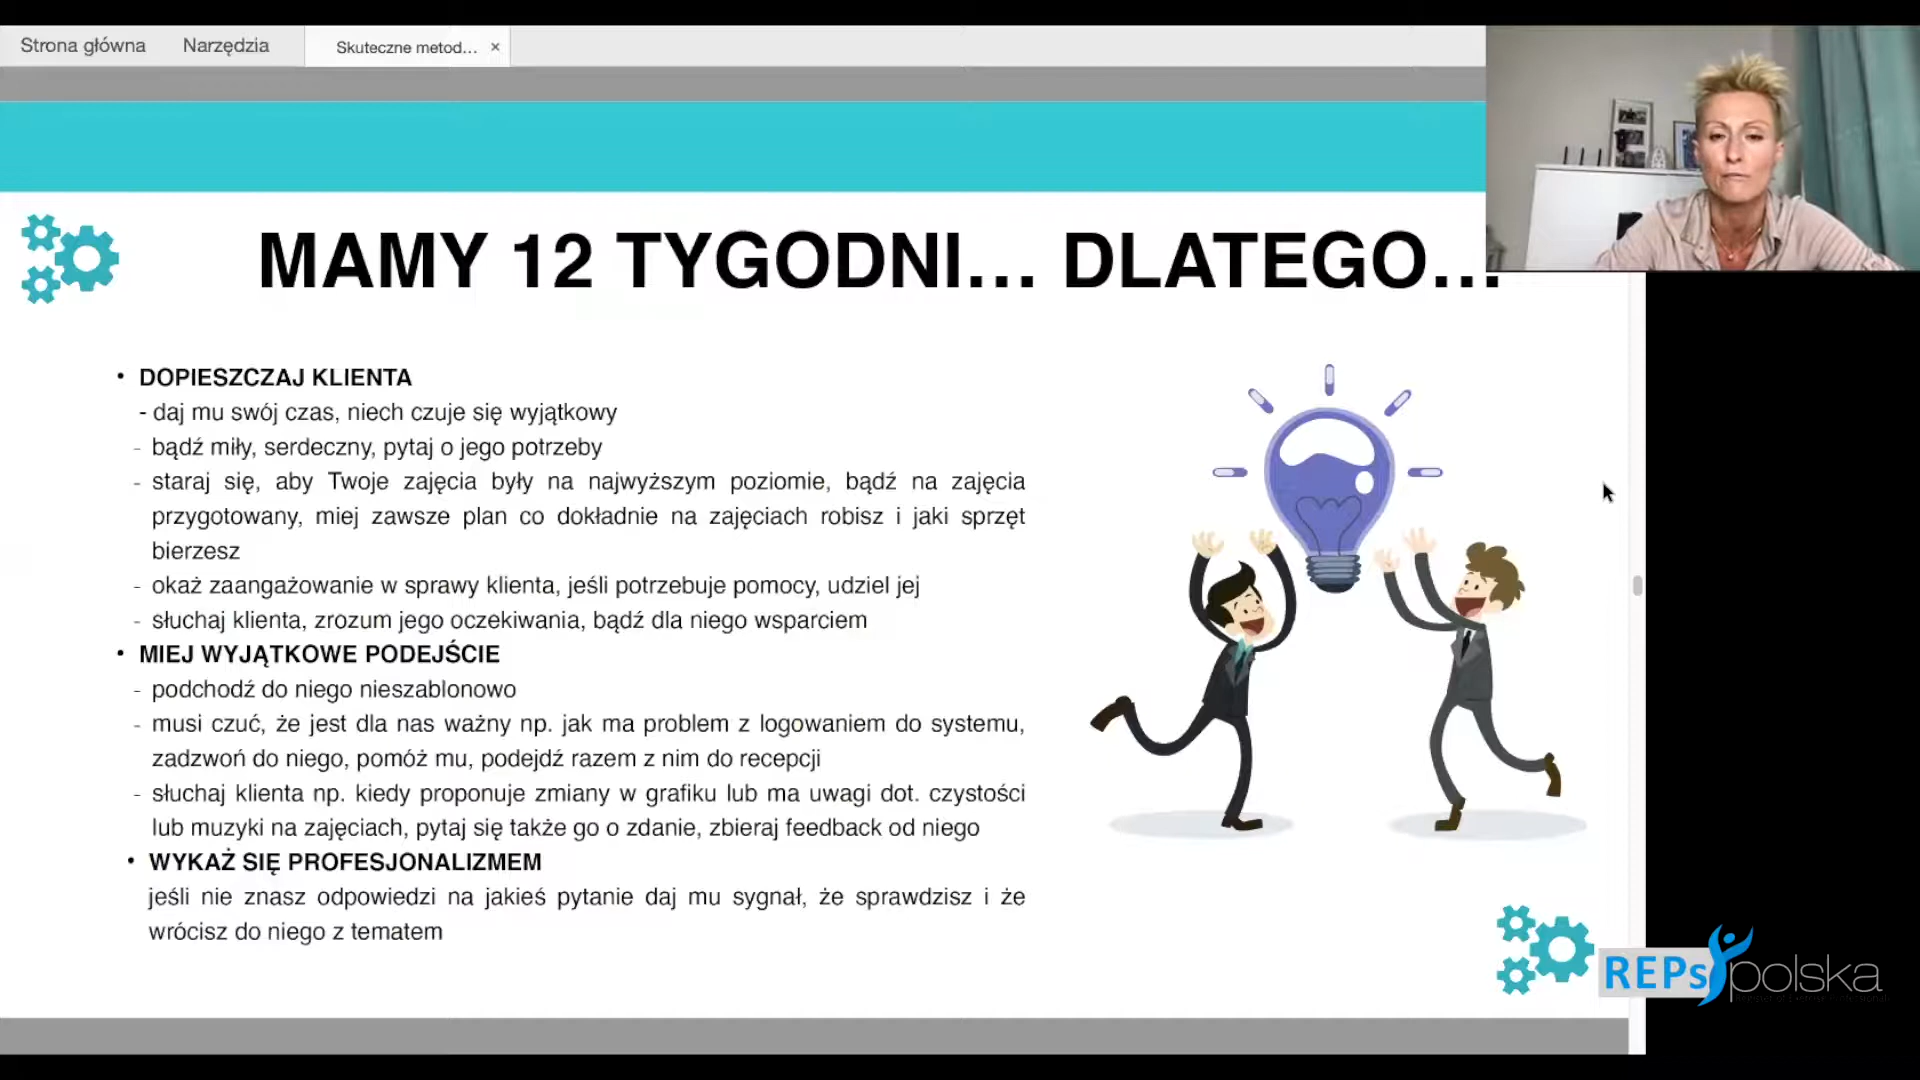 Strona główna Narzędzia Skuteczne metod... ×
MAMY 12 TYGODNI... DLATEGO...
• DOPIESZCZAJ KLIENTA
- daj mu swój czas, niech czuje się wyjątkowy
- bądź miły, serdeczny, pytaj o jego potrzeby
- staraj się, aby Twoje zajęcia były na najwyższym poziomie, bądź na zajęcia
przygotowany, miej zawsze plan co dokładnie na zajęciach robisz i jaki sprzęt
bierzesz
- okaż zaangażowanie w sprawy klienta, jeśli potrzebuje pomocy, udziel jej
- słuchaj klienta, zrozum jego oczekiwania, bądź dla niego wsparciem
• MIEJ WYJĄTKOWE PODEJŚCIE
- podchodź do niego nieszablonowo
- musi czuć, że jest dla nas ważny np. jak ma problem z logowaniem do systemu,
zadzwoń do niego, pomóż mu, podejdź razem z nim do recepcji
- słuchaj klienta np. kiedy proponuje zmiany w grafiku lub ma uwagi dot. czystości
lub muzyki na zajęciach, pytaj się także go o zdanie, zbieraj feedback od niego
• WYKAŻ SIĘ PROFESJONALIZMEM
jeśli nie znasz odpowiedzi na jakieś pytanie daj mu sygnał, że sprawdzisz i że
wrócisz do niego z tematem
REPs polska